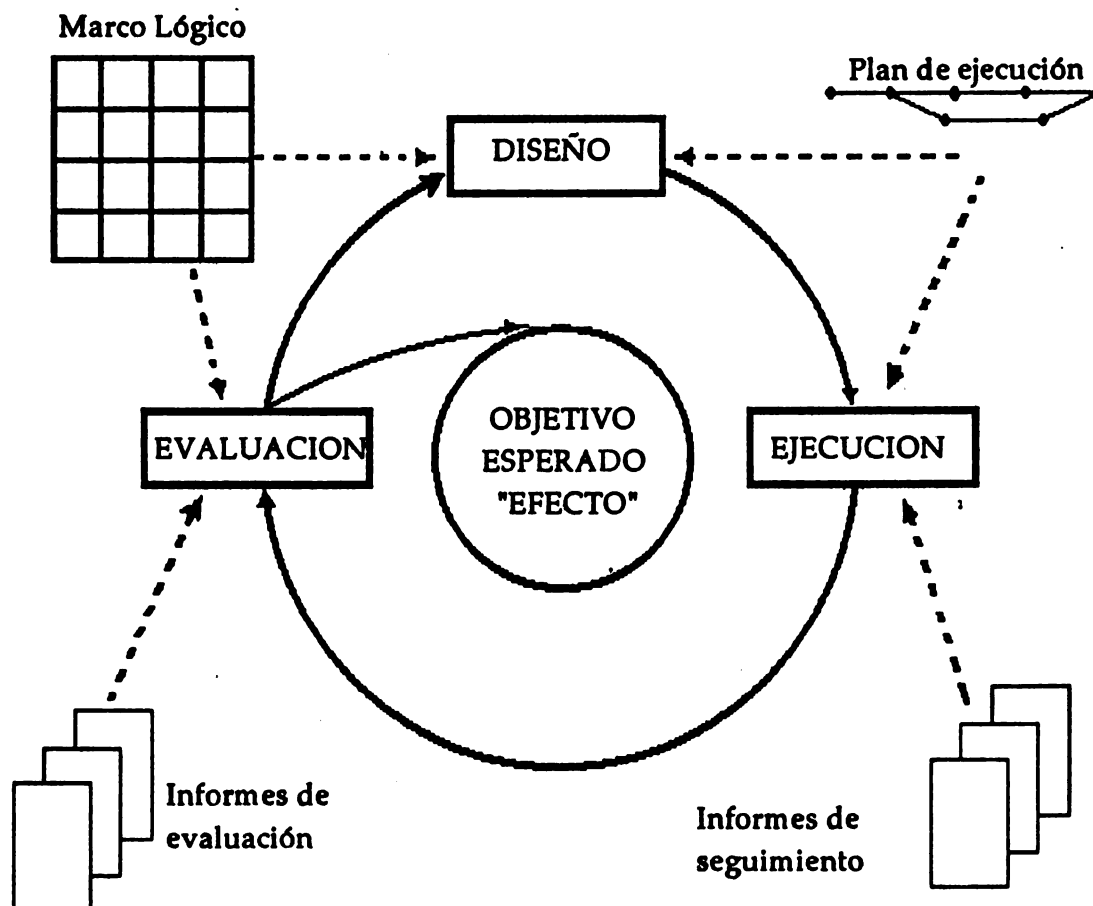 Marco Lógico
Plan de ejecución
DISEÑO
EVALUACION
OBJETIVO
ESPERADO
"EFECTO"
EJECUCION
Informes de
evaluación
Informes de
seguimiento